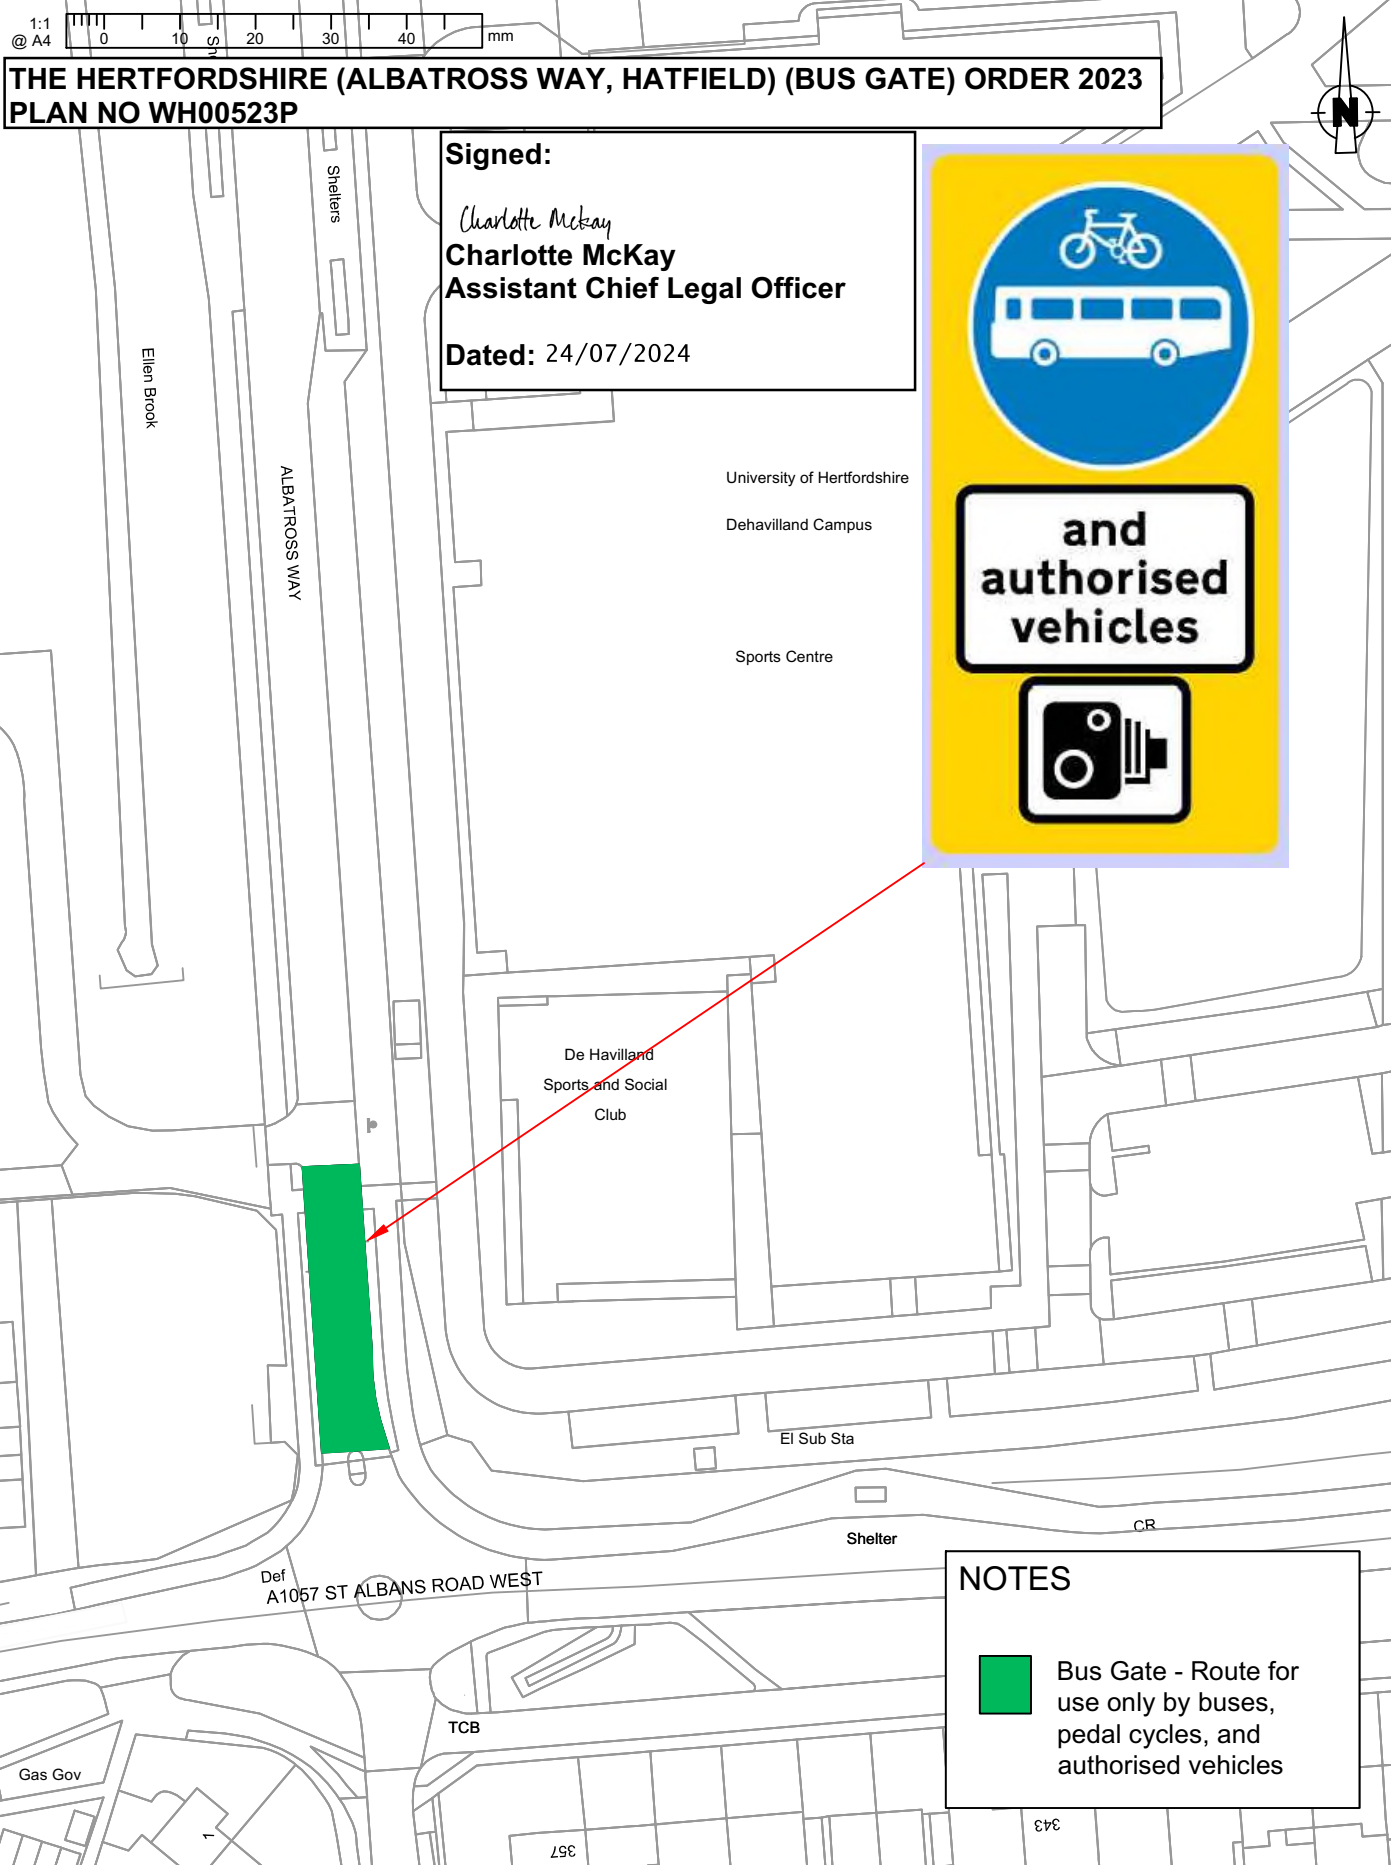 1:1
@ A4
0 10 20 30 40 mm
THE HERTFORDSHIRE (ALBATROSS WAY, HATFIELD) (BUS GATE) ORDER 2023
PLAN NO WH00523P
N
Signed:
Charlotte McKay
Charlotte McKay
Assistant Chief Legal Officer
Dated: 24/07/2024
and
authorised
vehicles
Shelters
Ellen Brook
ALBATROSS WAY
University of Hertfordshire
Dehavilland Campus
Sports Centre
De Havilland
Sports and Social
Club
El Sub Sta
Shelter
CR
Def
A1057 ST ALBANS ROAD WEST
TCB
Gas Gov
7
357
343
NOTES
Bus Gate - Route for
use only by buses,
pedal cycles, and
authorised vehicles